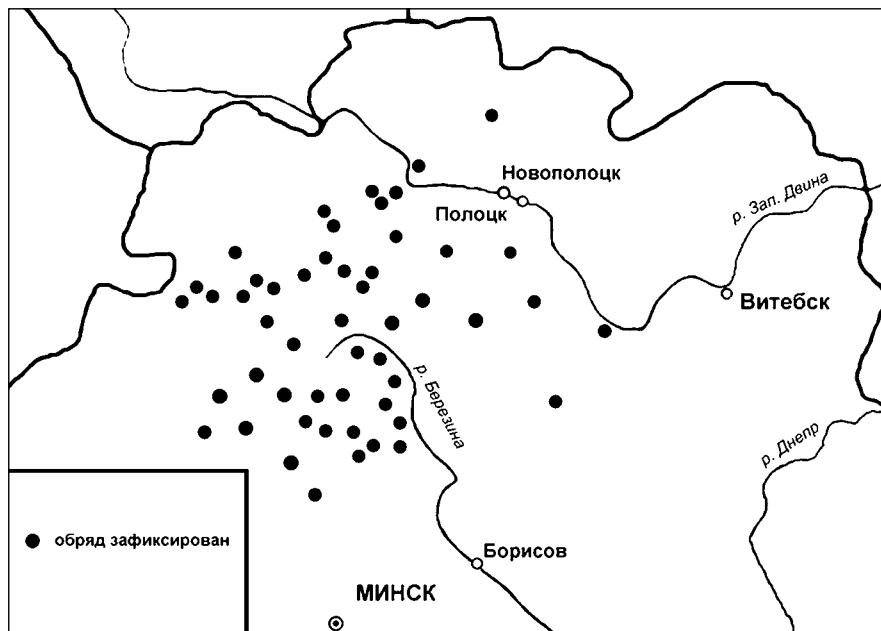 Новополоцк
Полоцк
р. Зап. Двина
Витебск
р. Березина
р. Днепр
обряд зафиксирован
Борисов
МИНСК